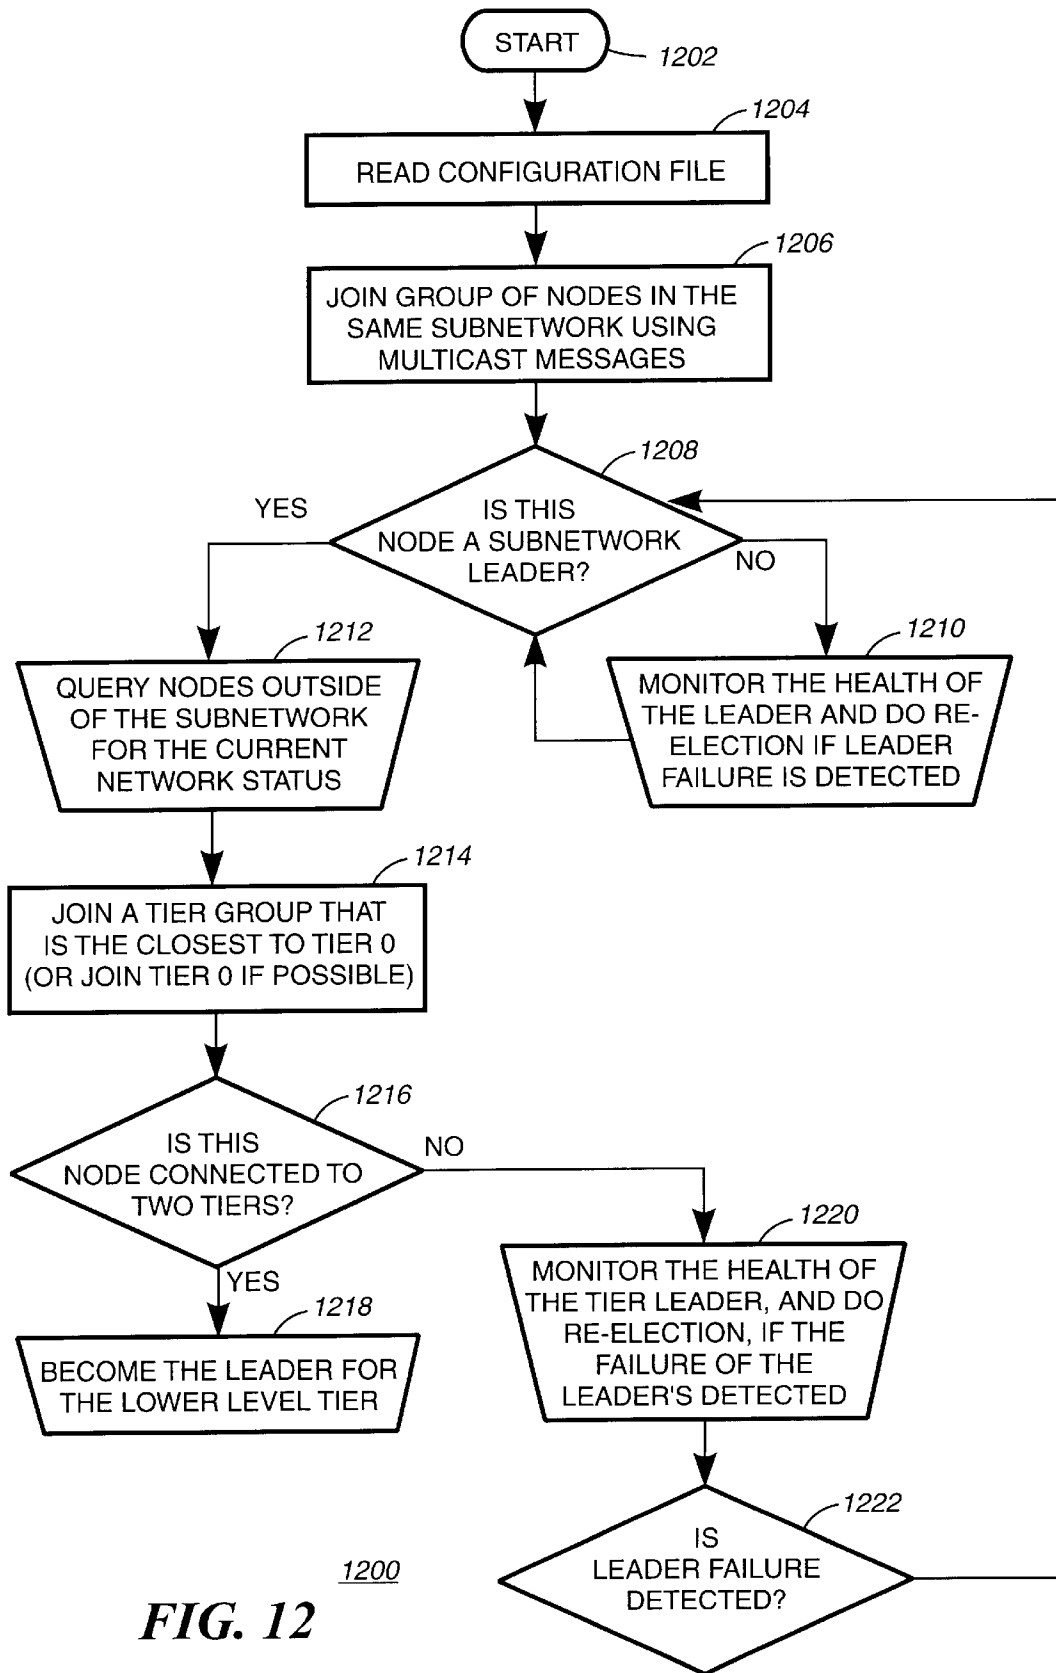 START
1202
1204
READ CONFIGURATION FILE
1206
JOIN GROUP OF NODES IN THE
SAME SUBNETWORK USING
MULTICAST MESSAGES
1208
YES
IS THIS
NODE A SUBNETWORK
LEADER?
NO
1212
QUERY NODES OUTSIDE
OF THE SUBNETWORK
FOR THE CURRENT
NETWORK STATUS
1210
MONITOR THE HEALTH OF
THE LEADER AND DO RE-
ELECTION IF LEADER
FAILURE IS DETECTED
1214
JOIN A TIER GROUP THAT
IS THE CLOSEST TO TIER 0
(OR JOIN TIER 0 IF POSSIBLE)
1216
IS THIS
NODE CONNECTED TO
TWO TIERS?
NO
YES
1218
BECOME THE LEADER FOR
THE LOWER LEVEL TIER
1220
MONITOR THE HEALTH OF
THE TIER LEADER, AND DO
RE-ELECTION, IF THE
FAILURE OF THE
LEADER'S DETECTED
1222
IS
LEADER FAILURE
DETECTED?
1200
FIG. 12